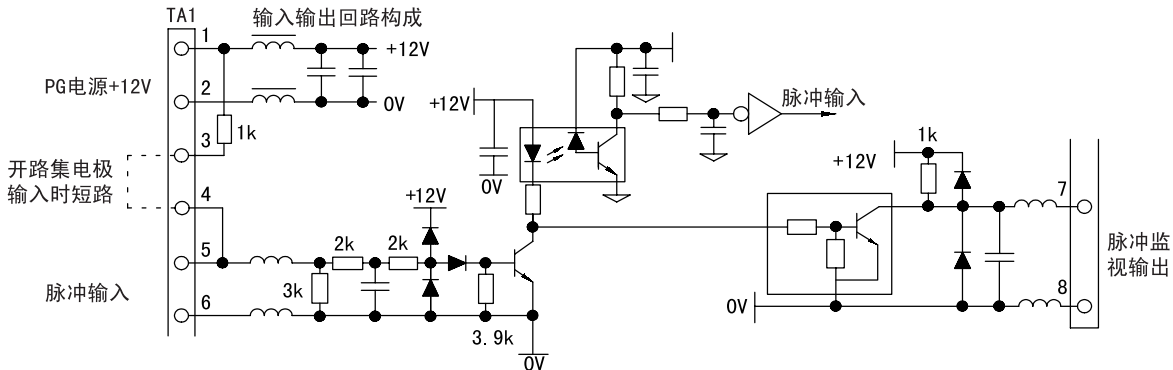 TA1
输入输出回路构成
1
+12V
PG电源+12V
2
0V
3
1k
开路集电极
输入时短路
4
+12V
0V
脉冲输入
+12V
1k
+12V
7
脉冲监
视输出
5
2k
2k
脉冲输入
3k
6
3.9k
0V
0V
8